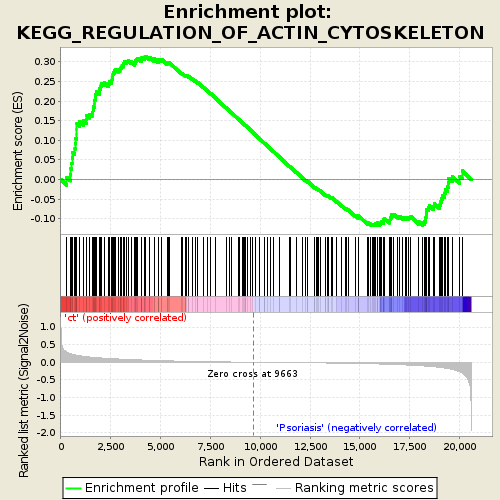 Enrichment plot:
KEGG_REGULATION_OF_ACTIN_CYTOSKELETON
Enrichment score (ES)
0.30
0.25
0.20
0.15
0.10
0.05
0.00
-0.05
-0.10
Ranked list metric (Signal2Noise)
'ct' (positively correlated)
1.0
0.5
0.0
-0.5
-1.0
-1.5
-2.0
Zero cross at 9663
'Psoriasis' (negatively correlated)
0
2,500
5,000
7,500
10,000
12,500
15,000
17,500
20,000
Rank in Ordered Dataset
Enrichment profile
Hits
Ranking metric scores